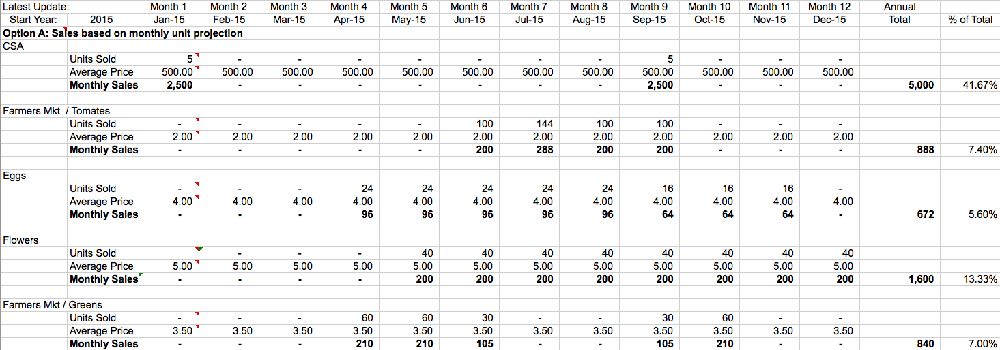 Latest Update: Month 1 Month 2 Month 3 Month 4 Month 5 Month 6 Month 7 Month 8 Month 9 Month 10 Month 11 Month 12 Annual
Start Year: 2015 Jan-15 Feb-15 Mar-15 Apr-15 May-15 Jun-15 Jul-15 Aug-15 Sep-15 Oct-15 Nov-15 Dec-15 Total % of Total
Option A: Sales based on monthly unit projection
CSA
Units Sold 5 - - - - - - - 5 - - -
Average Price 500.00 500.00 500.00 500.00 500.00 500.00 500.00 500.00 500.00 500.00 500.00 500.00
Monthly Sales 2,500 - - - - - - - 2,500 - - - 5,000 41.67%
Farmers Mkt / Tomates
Units Sold - - - - - 100 144 100 100 - - -
Average Price 2.00 2.00 2.00 2.00 2.00 2.00 2.00 2.00 2.00 2.00 2.00 2.00
Monthly Sales - - - - - 200 288 200 200 - - - 888 7.40%
Eggs
Units Sold - - - 24 24 24 24 24 16 16 16 -
Average Price 4.00 4.00 4.00 4.00 4.00 4.00 4.00 4.00 4.00 4.00 4.00 4.00
Monthly Sales - - - 96 96 96 96 96 64 64 64 - 672 5.60%
Flowers
Units Sold - - - 40 40 40 40 40 40 40 40
Average Price 5.00 5.00 5.00 5.00 5.00 5.00 5.00 5.00 5.00 5.00 5.00 5.00
Monthly Sales - - - - 200 200 200 200 200 200 200 200 1,600 13.33%
Farmers Mkt / Greens
Units Sold - - - 60 60 30 - - 30 60 - -
Average Price 3.50 3.50 3.50 3.50 3.50 3.50 3.50 3.50 3.50 3.50 3.50 3.50
Monthly Sales - - - 210 210 105 - - 105 210 - - 840 7.00%